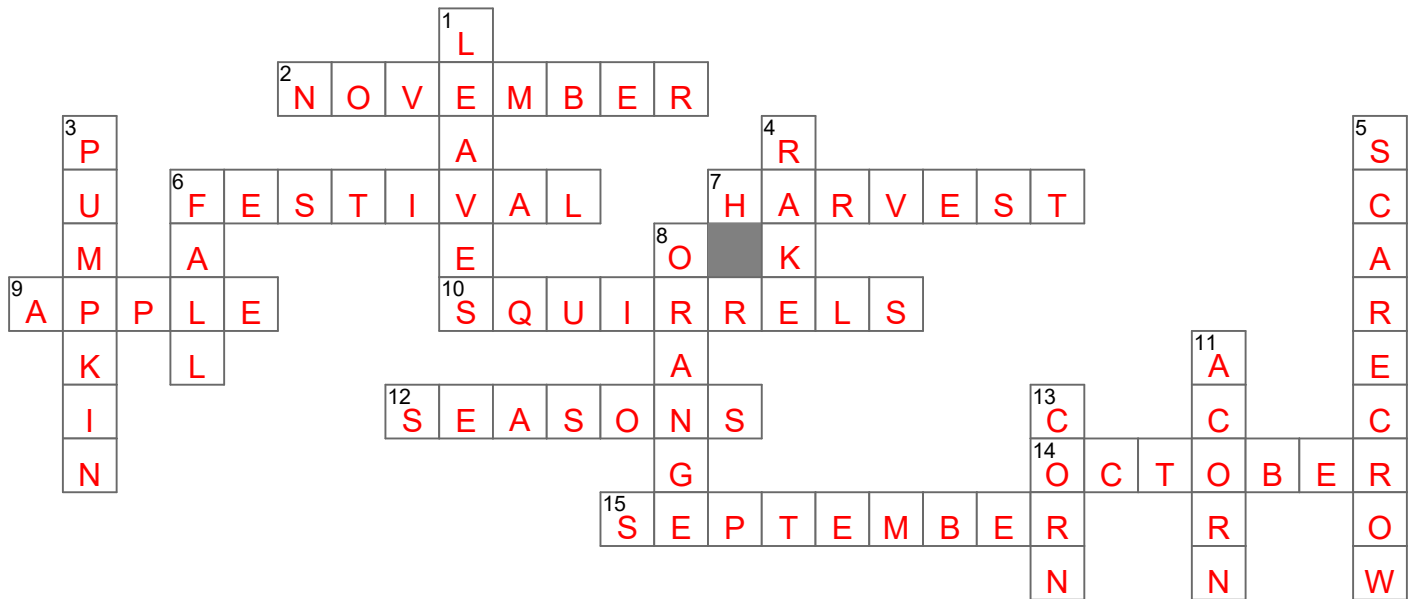 1 L
2 N O V E M B E R
3 P A 4 R 5 S
U 6 F E S T I V A L 7 H A R V E S T C
M A E 8 O K A
9 A P P L E 10 S Q U I R R E L S R
K L A 11 A E
I 12 S E A S O N S 13 C C C
N G 14 O C T O B E R
15 S E P T E M B E R R O
N N W